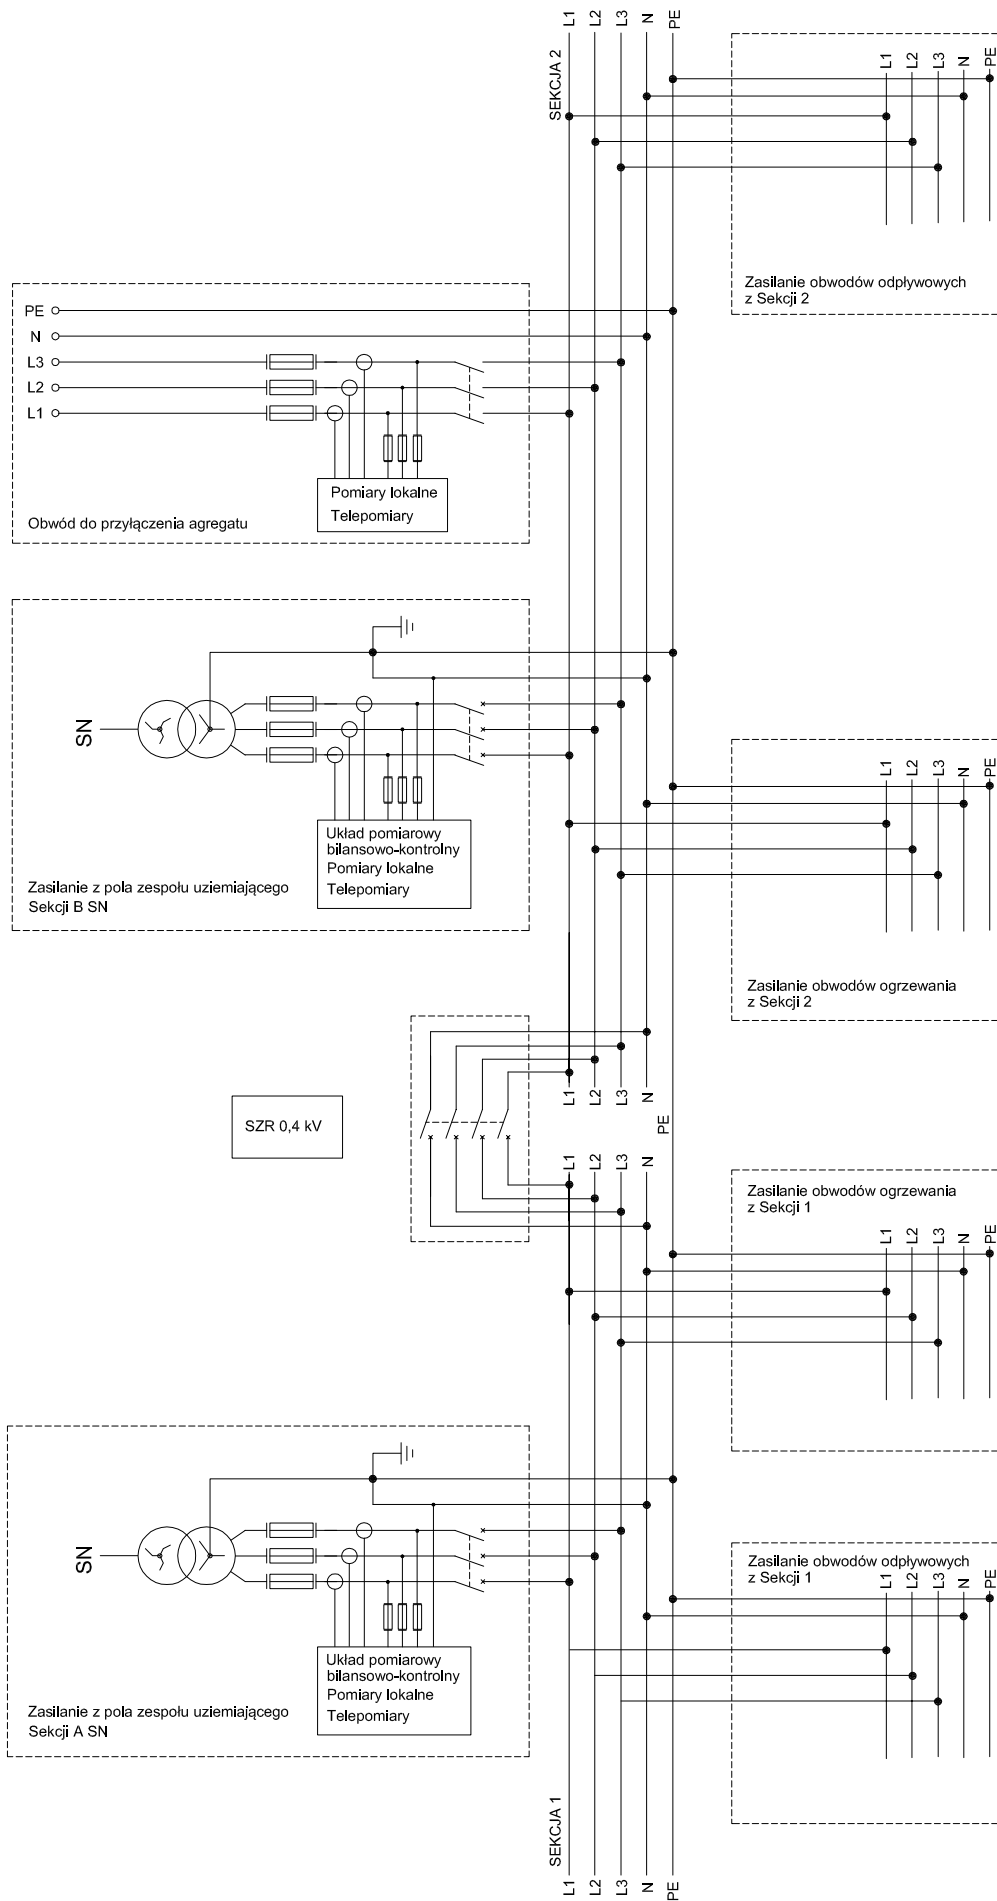 L1
L2
L3
N
PE
SEKCJA 2
L1
L2
L3
N
PE
Zasilanie obwodów odpływowych
z Sekcji 2
PE
N
L3
L2
L1
Pomiary lokalne
Telepomiary
Obwód do przyłączenia agregatu
SN
Układ pomiarowy
bilansowo-kontrolny
Pomiary lokalne
Telepomiary
Zasilanie z pola zespołu uziemiającego
Sekcji B SN
L1
L2
L3
N
PE
Zasilanie obwodów ogrzewania
z Sekcji 2
SZR 0,4 kV
L1
L2
L3
N
PE
L1
L2
L3
N
Zasilanie obwodów ogrzewania
z Sekcji 1
L1
L2
L3
N
PE
SN
Układ pomiarowy
bilansowo-kontrolny
Pomiary lokalne
Telepomiary
Zasilanie z pola zespołu uziemiającego
Sekcji A SN
Zasilanie obwodów odpływowych
z Sekcji 1
L1
L2
L3
N
PE
SEKCJA 1
L1
L2
L3
N
PE